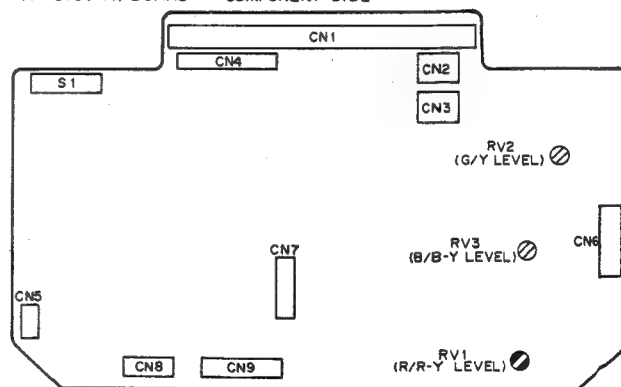 COMPONENT SIDE
CN1
CN4
CN2
S1
CN3
RV2
(G/Y LEVEL)
RV3
(B/B-Y LEVEL)
CN6
CN7
CN5
RV1
(R/R-Y LEVEL)
CN8
CN9